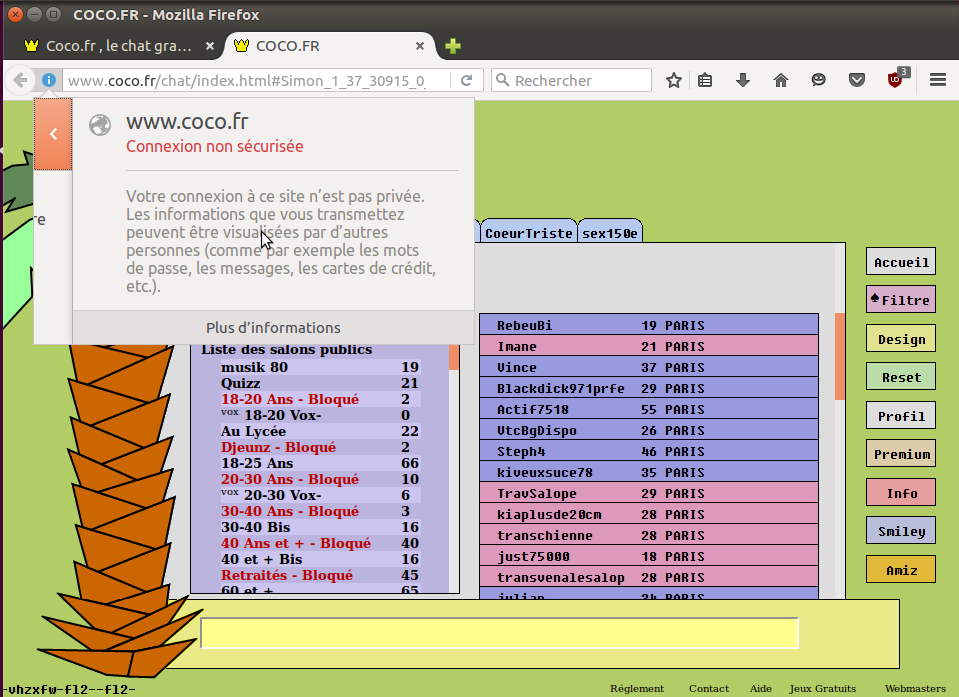 COCO.FR - Mozilla Firefox
Coco.fr , le chat gra…
COCO.FR
www.coco.fr/chat/index.html#Simon_1_37_30915_0_
Rechercher
3
www.coco.fr
Connexion non sécurisée
Votre connexion à ce site n’est pas privée.
Les informations que vous transmettez
peuvent être visualisées par d’autres
personnes (comme par exemple les mots
de passe, les messages, les cartes de crédit,
etc.).
Plus d’informations
re
CoeurTriste
sex150e
Liste des salons publics
musik 80 19
Quizz 21
18-20 Ans - Bloqué 2
vox 18-20 Vox- 0
Au Lycée 22
Djeunz - Bloqué 2
18-25 Ans 66
20-30 Ans - Bloqué 10
vox 20-30 Vox- 6
30-40 Ans - Bloqué 3
30-40 Bis 16
40 Ans et + - Bloqué 40
40 et + Bis 16
Retraités - Bloqué 45
60 et + 65
RebeuBi 19 PARIS
Imane 21 PARIS
Vince 37 PARIS
Blackdick971prfe 29 PARIS
Actif7518 55 PARIS
VtcBgDispo 26 PARIS
Steph4 46 PARIS
kiveuxsuce78 35 PARIS
TravSalope 29 PARIS
kiaplusde20cm 28 PARIS
transchienne 28 PARIS
just75000 18 PARIS
transvenalesalop 28 PARIS
julian 34 PARIS
Accueil
♠Filtre
Design
Reset
Profil
Premium
Info
Smiley
Amiz
-vhzxfw-fl2--fl2-
Réglement Contact Aide Jeux Gratuits Webmasters